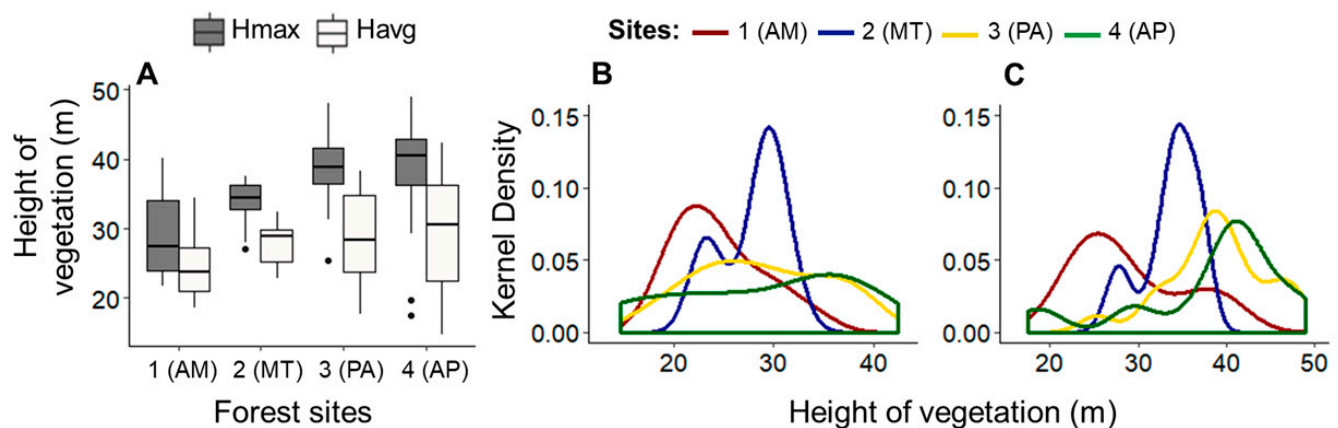 Hmax Havg
Sites: 1 (AM) 2 (MT) 3 (PA) 4 (AP)
A
Height of
vegetation (m)
50
40
30
20
1 (AM) 2 (MT) 3 (PA) 4 (AP)
Forest sites
B
Kernel Density
0.15
0.10
0.05
0.00
20 30 40
C
0.15
0.10
0.05
0.00
20 30 40 50
Height of vegetation (m)